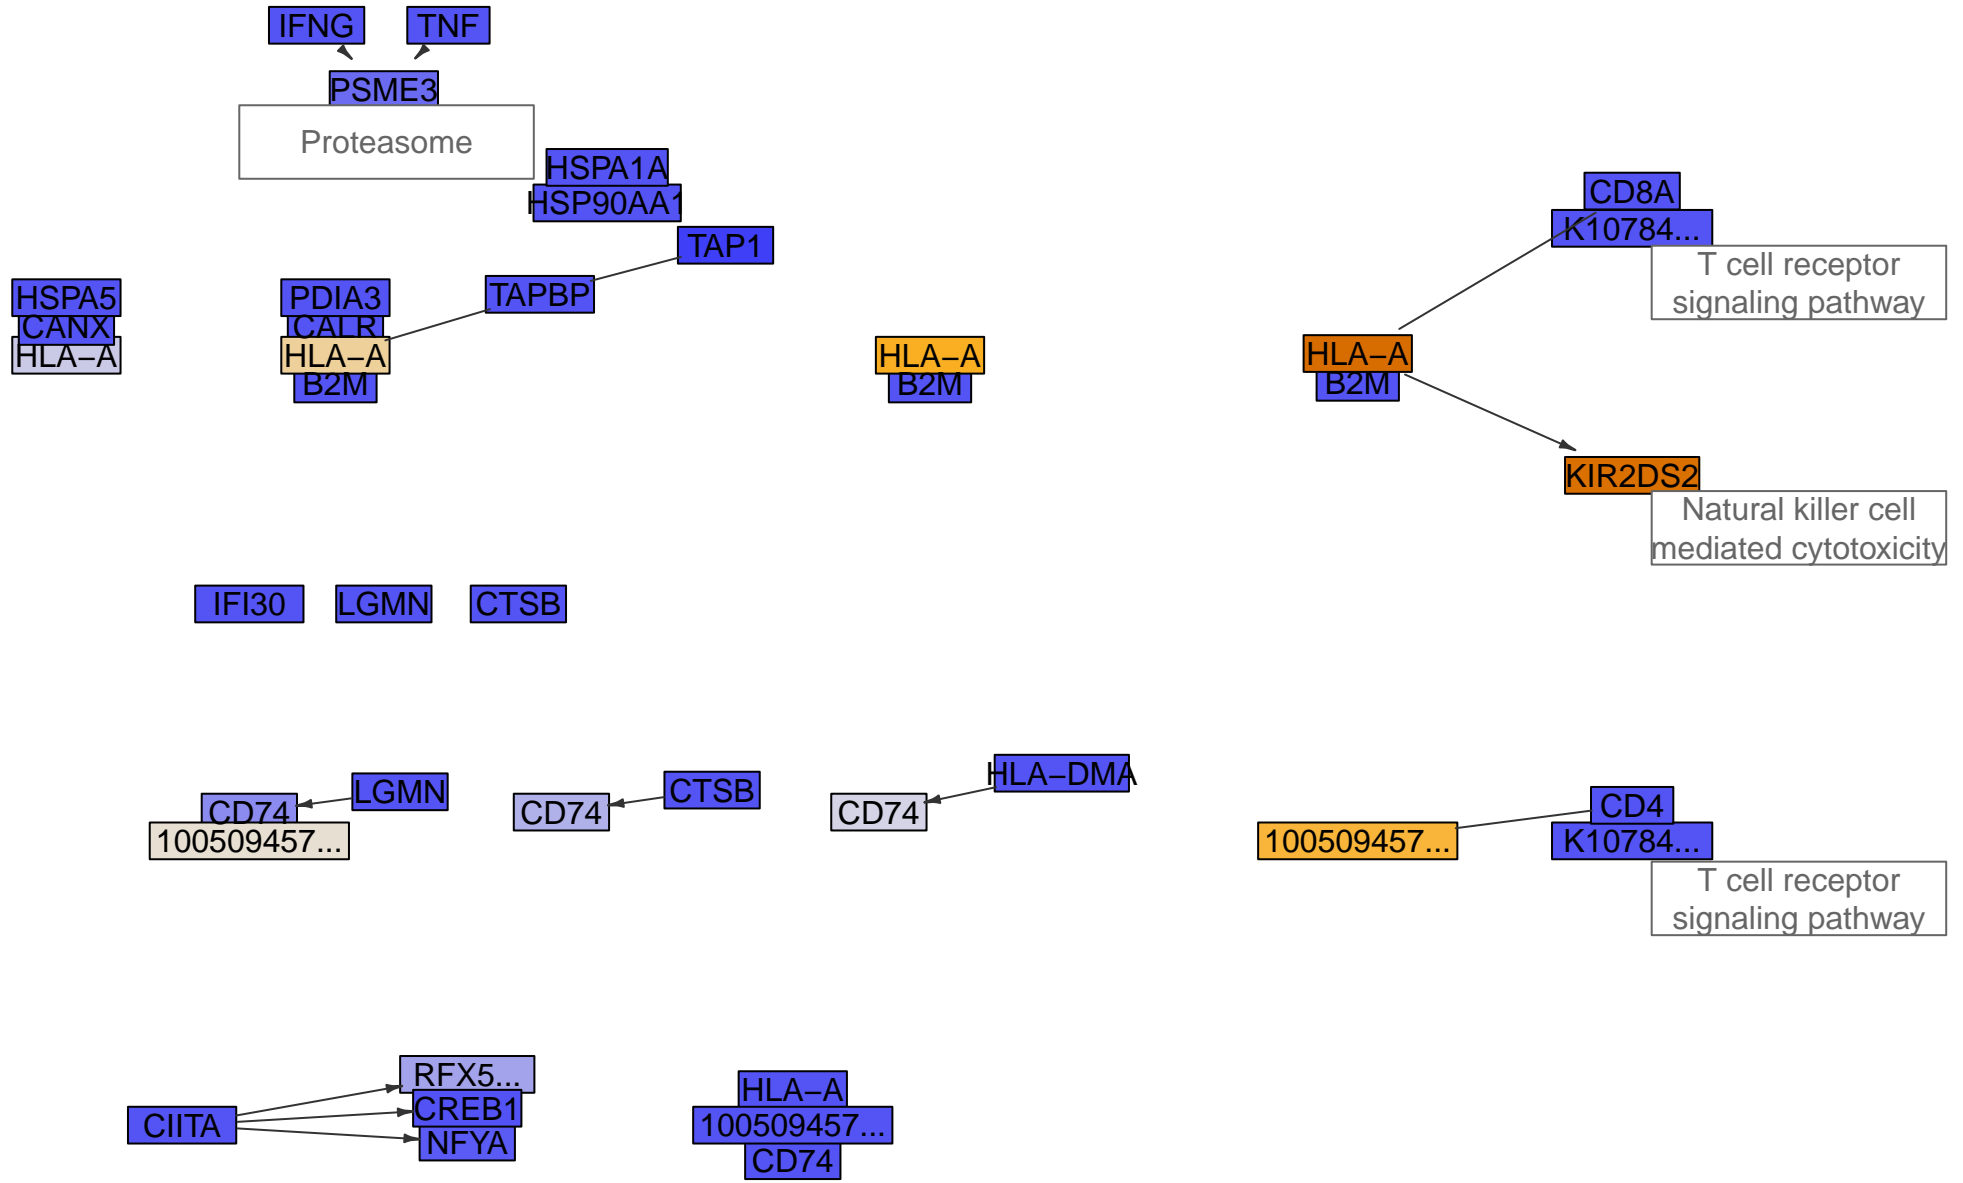 IFNG
TNF
PSME3
Proteasome
HSPA1A
HSP90AA1
CD8A
K10784...
TAP1
T cell receptor
signaling pathway
HSPA5
PDIA3
TAPBP
CANX
CALR
HLA−A
HLA−A
HLA−A
HLA−A
B2M
B2M
B2M
KIR2DS2
Natural killer cell
mediated cytotoxicity
IFI30
LGMN
CTSB
HLA−DMA
LGMN
CTSB
CD74
CD74
CD74
CD4
100509457...
100509457...
K10784...
T cell receptor
signaling pathway
RFX5...
HLA−A
CREB1
CIITA
100509457...
NFYA
CD74